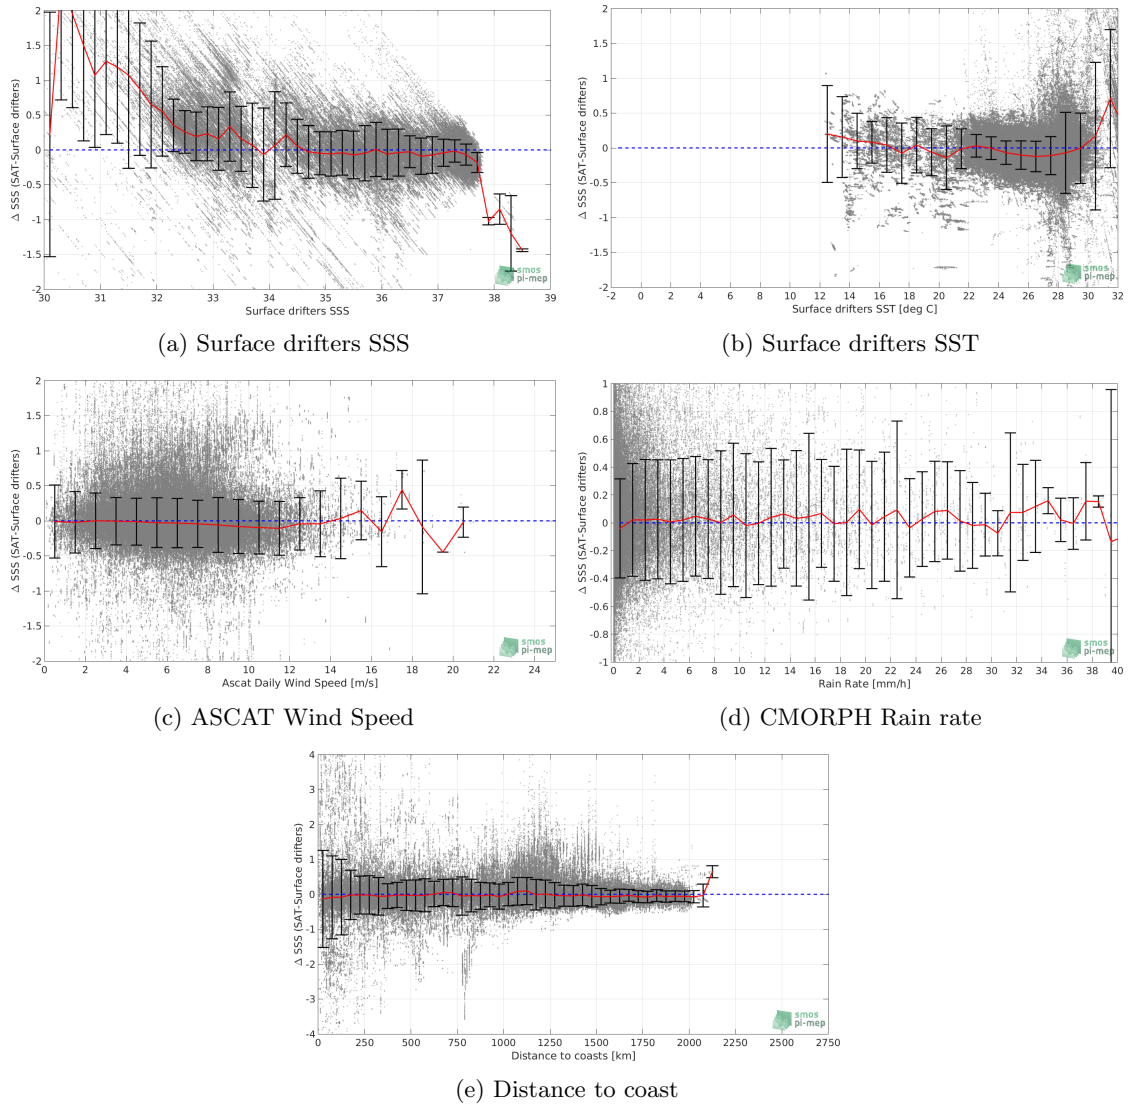 2
1.5
1
0.5
0
-0.5
-1
-1.5
-2
Δ SSS (SAT-Surface drifters)
30 31 32 33 34 35 36 37 38 39
Surface drifters SSS
smos
pi-mep
(a) Surface drifters SSS
2
1.5
1
0.5
0
-0.5
-1
-1.5
-2
Δ SSS (SAT-Surface drifters)
-2 0 2 4 6 8 10 12 14 16 18 20 22 24 26 28 30 32
Surface drifters SST [deg C]
smos
pi-mep
(b) Surface drifters SST
2
1.5
1
0.5
0
-0.5
-1
-1.5
-2
Δ SSS (SAT-Surface drifters)
0 2 4 6 8 10 12 14 16 18 20 22 24
Ascat Daily Wind Speed [m/s]
smos
pi-mep
(c) ASCAT Wind Speed
1
0.8
0.6
0.4
0.2
0
-0.2
-0.4
-0.6
-0.8
-1
Δ SSS (SAT-Surface drifters)
0 2 4 6 8 10 12 14 16 18 20 22 24 26 28 30 32 34 36 38 40
Rain Rate [mm/h]
smos
pi-mep
(d) CMORPH Rain rate
4
3
2
1
0
-1
-2
-3
-4
Δ SSS (SAT-Surface drifters)
0 250 500 750 1000 1250 1500 1750 2000 2250 2500 2750
Distance to coasts [km]
smos
pi-mep
(e) Distance to coast